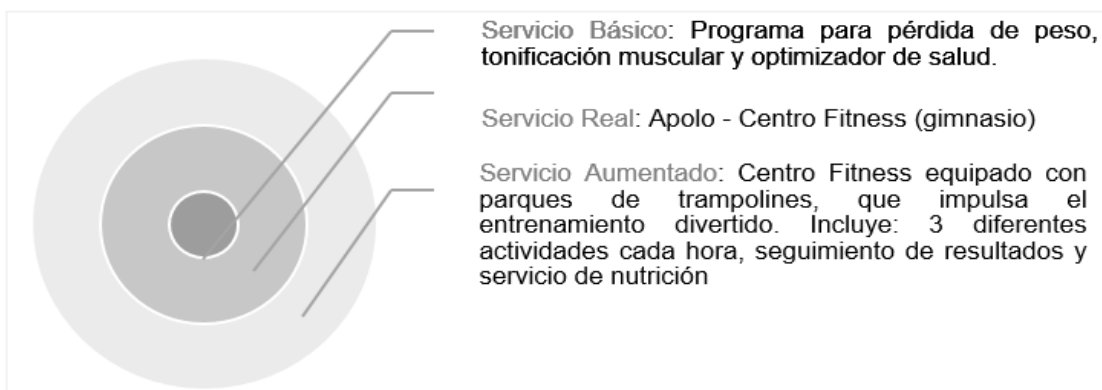 Servicio Básico: Programa para pérdida de peso,
tonificación muscular y optimizador de salud.
Servicio Real: Apolo - Centro Fitness (gimnasio)
Servicio Aumentado: Centro Fitness equipado con
parques de trampolines, que impulsa el
entrenamiento divertido. Incluye: 3 diferentes
actividades cada hora, seguimiento de resultados y
servicio de nutrición